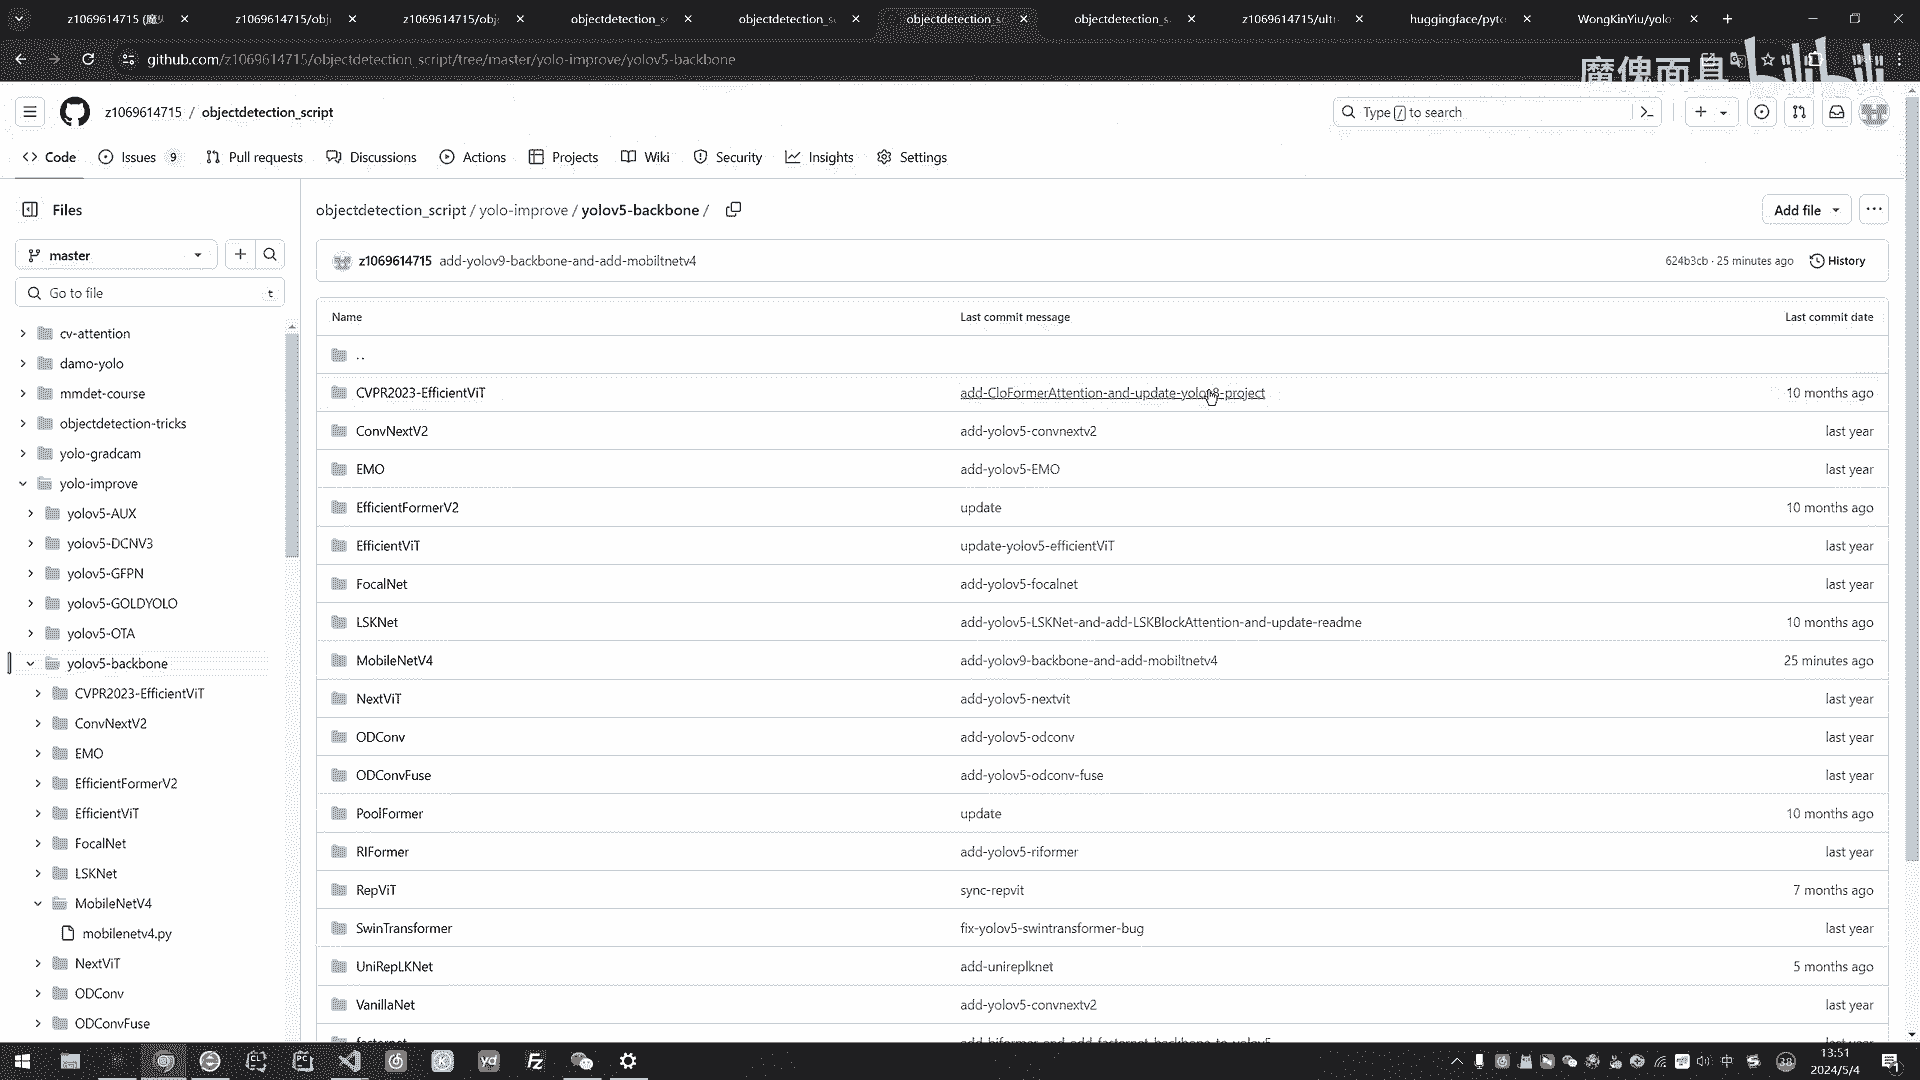 z1069614715 (魔
z1069614715/obj
z1069614715/obj
objectdetection_s
objectdetection_s
objectdetection_s
objectdetection_s
z1069614715/ult
huggingface/pyt
WongKinYiu/yolo
github.com/z1069614715/objectdetection_script/tree/master/yolo-improve/yolov5-backbone
魔傀面具 bilibili
z1069614715 / objectdetection_script
Type / to search
Code
Issues 9
Pull requests
Discussions
Actions
Projects
Wiki
Security
Insights
Settings
Files
objectdetection_script / yolo-improve / yolov5-backbone /
Add file
master
z1069614715 add-yolov9-backbone-and-add-mobiltnetv4
624b3cb · 25 minutes ago
History
Go to file
t
Name Last commit message Last commit date
..
CVPR2023-EfficientViT add-CloFormerAttention-and-update-yolov8-project 10 months ago
ConvNextV2 add-yolov5-convnextv2 last year
EMO add-yolov5-EMO last year
EfficientFormerV2 update 10 months ago
EfficientViT update-yolov5-efficientViT last year
FocalNet add-yolov5-focalnet last year
LSKNet add-yolov5-LSKNet-and-add-LSKBlockAttention-and-update-readme 10 months ago
MobileNetV4 add-yolov9-backbone-and-add-mobiltnetv4 25 minutes ago
NextViT add-yolov5-nextvit last year
ODConv add-yolov5-odconv last year
ODConvFuse add-yolov5-odconv-fuse last year
PoolFormer update 10 months ago
RIFormer add-yolov5-riformer last year
RepViT sync-repvit 7 months ago
SwinTransformer fix-yolov5-swintransformer-bug last year
UniRepLKNet add-unireplknet 5 months ago
VanillaNet add-yolov5-convnextv2 last year
fasternet add-biformer-and-add-fasternet-backbone-to-yolov5
cv-attention
damo-yolo
mmdet-course
objectdetection-tricks
yolo-gradcam
yolo-improve
yolov5-AUX
yolov5-DCNV3
yolov5-GFPN
yolov5-GOLDYOLO
yolov5-OTA
yolov5-backbone
CVPR2023-EfficientViT
ConvNextV2
EMO
EfficientFormerV2
EfficientViT
FocalNet
LSKNet
MobileNetV4
mobilenetv4.py
NextViT
ODConv
ODConvFuse
中
38
13:51
2024/5/4